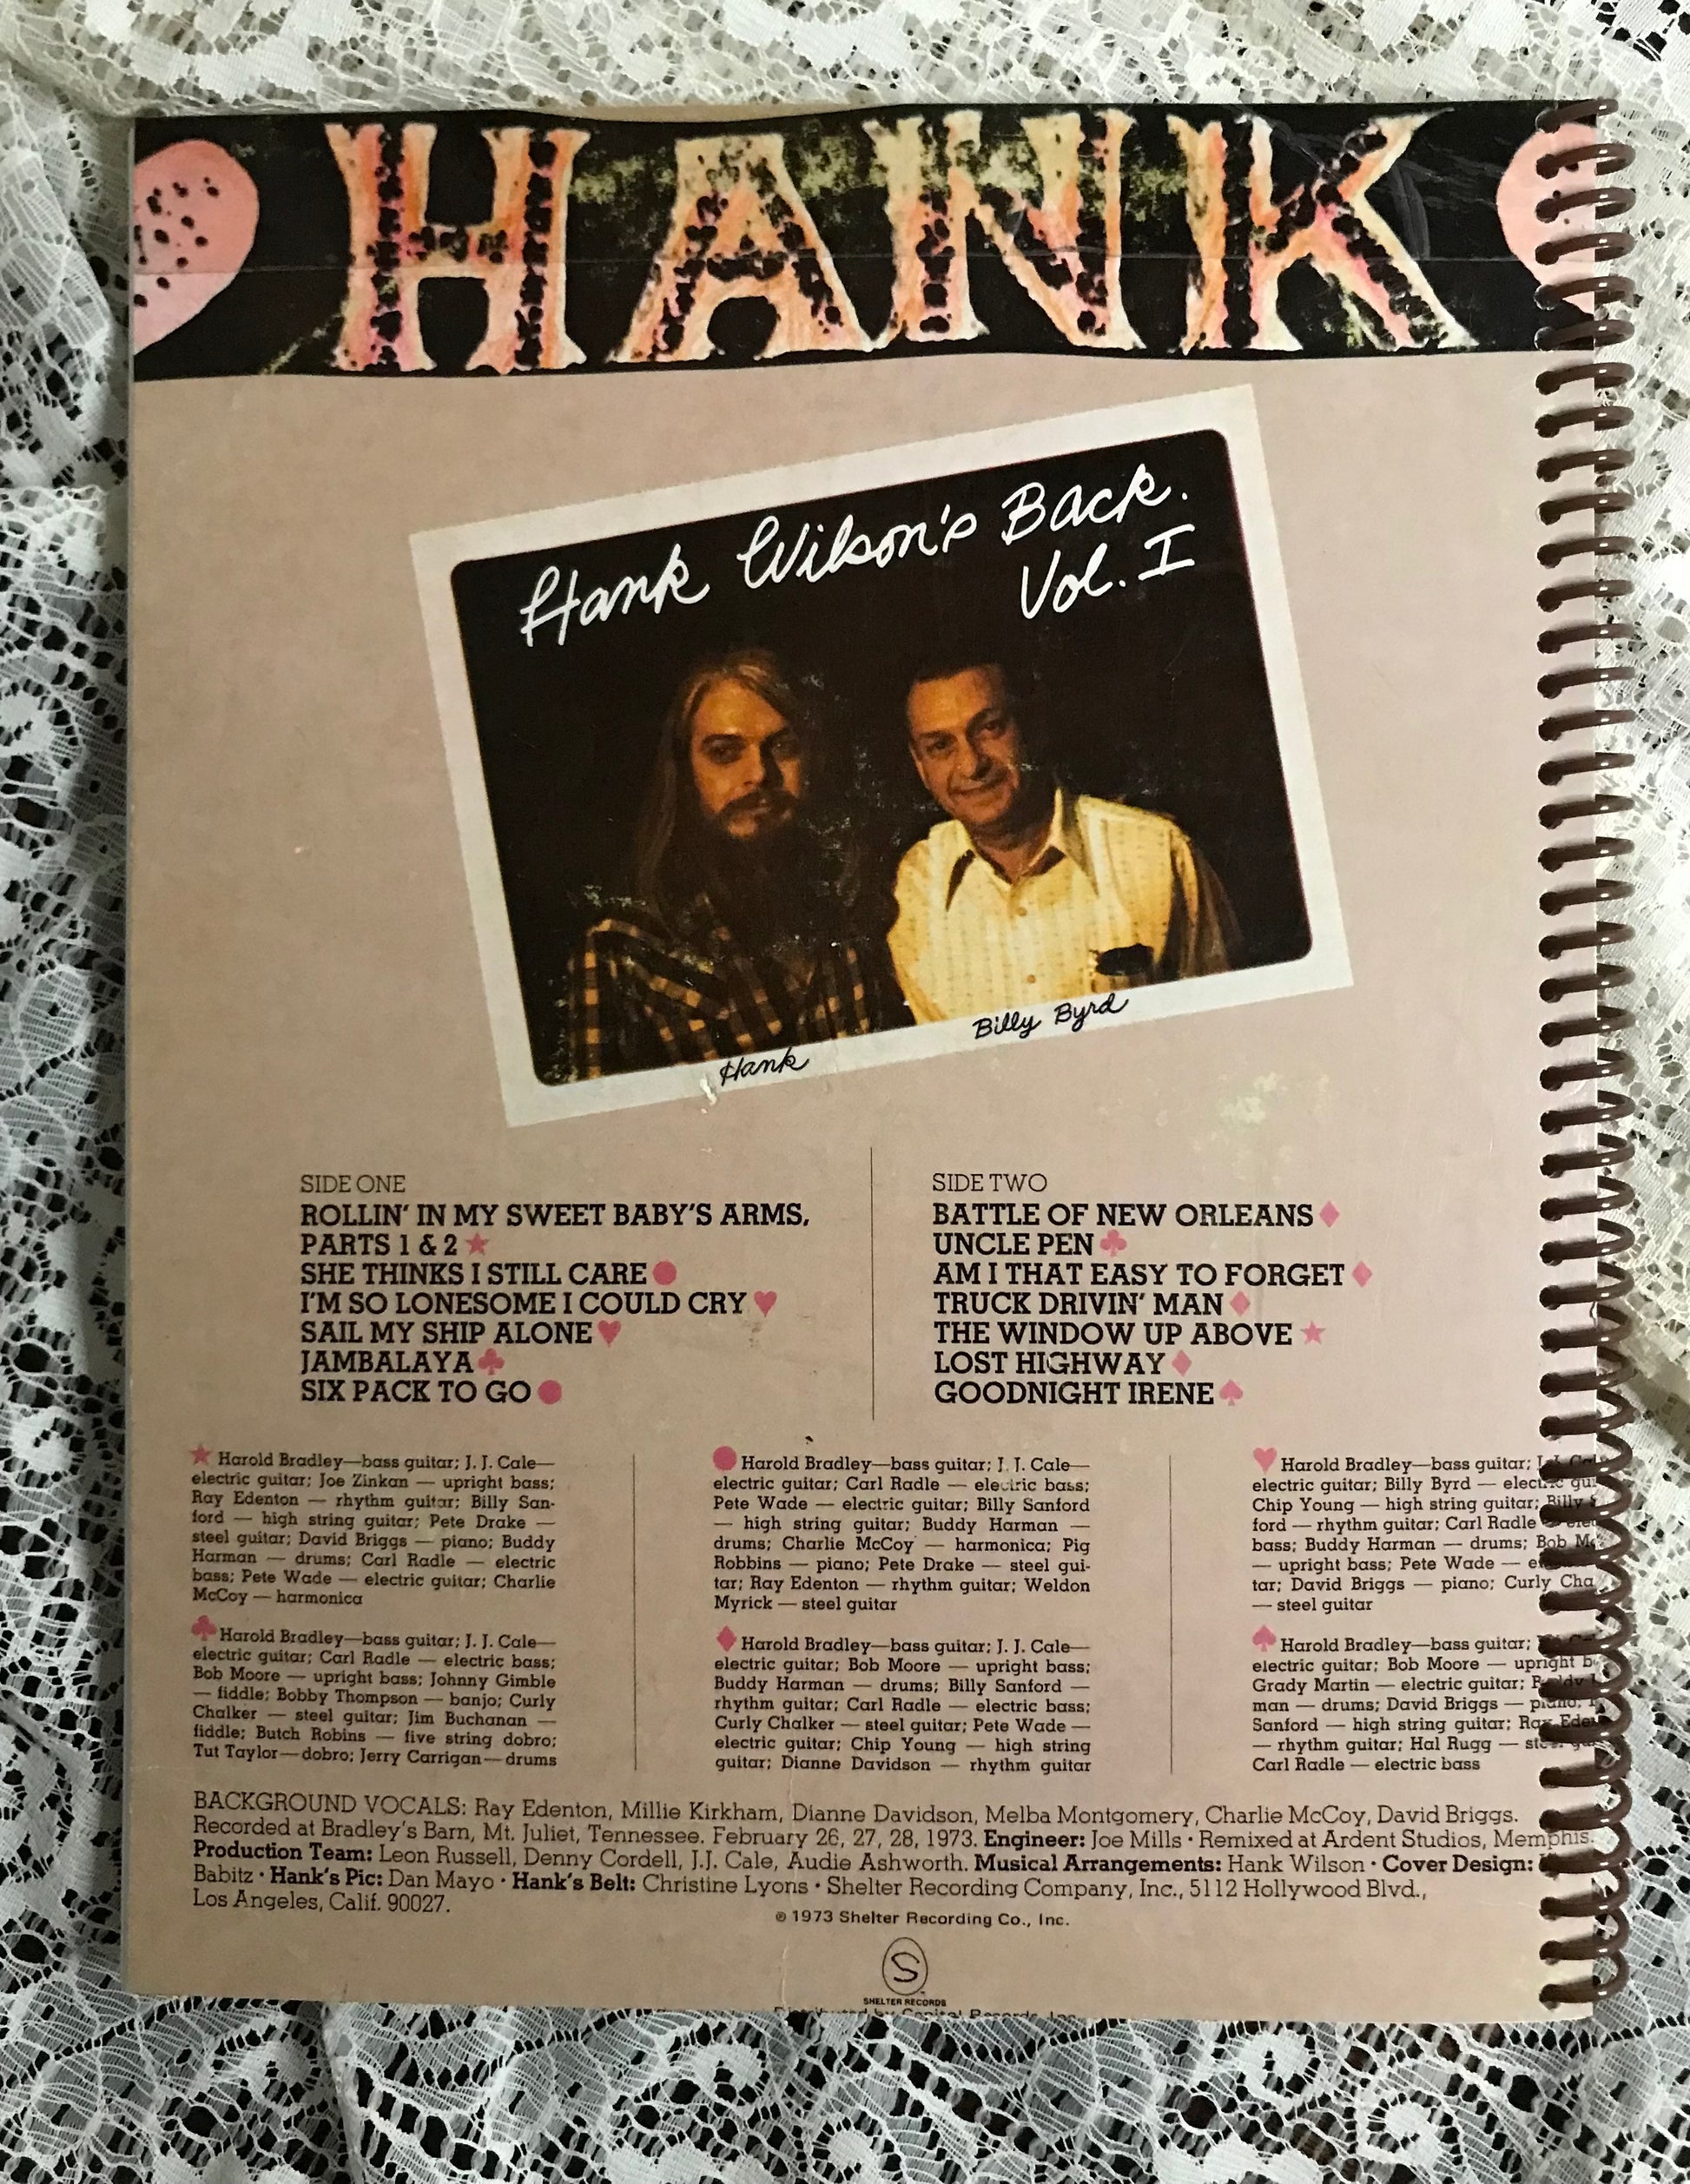 HANK
Hank Wilson's Back.
Vol. I
Hank
Billy Byrd
SIDE ONE
ROLLIN' IN MY SWEET BABY'S ARMS,
PARTS 1 & 2
SHE THINKS I STILL CARE
I'M SO LONESOME I COULD CRY
SAIL MY SHIP ALONE
JAMBALAYA
SIX PACK TO GO
SIDE TWO
BATTLE OF NEW ORLEANS
UNCLE PEN
AM I THAT EASY TO FORGET
TRUCK DRIVIN' MAN
THE WINDOW UP ABOVE
LOST HIGHWAY
GOODNIGHT IRENE
Harold Bradley—bass guitar; J. J. Cale—
electric guitar; Joe Zinkan — upright bass;
Ray Edenton — rhythm guitar; Billy San-
ford — high string guitar; Pete Drake —
steel guitar; David Briggs — piano; Buddy
Harman — drums; Carl Radle — electric
bass; Pete Wade — electric guitar; Charlie
McCoy — harmonica
Harold Bradley—bass guitar; J. J. Cale—
electric guitar; Carl Radle — electric bass;
Pete Wade — electric guitar; Billy Sanford
— high string guitar; Buddy Harman —
drums; Charlie McCoy — harmonica; Pig
Robbins — piano; Pete Drake — steel gui-
tar; Ray Edenton — rhythm guitar; Weldon
Myrick — steel guitar
Harold Bradley—bass guitar;
electric guitar; Billy Byrd —
Chip Young — high string guitar; Billy
ford — rhythm guitar; Carl Radle
bass; Buddy Harman — drums; Bob
— upright bass; Pete Wade —
tar; David Briggs — piano; Curly
— steel guitar
Harold Bradley—bass guitar; J. J. Cale—
electric guitar; Carl Radle — electric bass;
Bob Moore — upright bass; Johnny Gimble
— fiddle; Bobby Thompson — banjo; Curly
Chalker — steel guitar; Jim Buchanan —
fiddle; Butch Robins — five string dobro;
Tut Taylor—dobro; Jerry Carrigan—drums
Harold Bradley—bass guitar; J. J. Cale—
electric guitar; Bob Moore — upright bass;
Buddy Harman — drums; Billy Sanford —
rhythm guitar; Carl Radle — electric bass;
Curly Chalker — steel guitar; Pete Wade —
electric guitar; Chip Young — high string
guitar; Dianne Davidson — rhythm guitar
Harold Bradley—bass guitar;
electric guitar; Bob Moore — upright
Grady Martin — electric guitar;
man — drums; David Briggs — piano;
Sanford — high string guitar; Ray
— rhythm guitar; Hal Rugg —
Carl Radle — electric bass
BACKGROUND VOCALS: Ray Edenton, Millie Kirkham, Dianne Davidson, Melba Montgomery, Charlie McCoy, David Briggs.
Recorded at Bradley's Barn, Mt. Juliet, Tennessee. February 26, 27, 28, 1973. Engineer: Joe Mills • Remixed at Ardent Studios, Memphis.
Production Team: Leon Russell, Denny Cordell, J.J. Cale, Audie Ashworth. Musical Arrangements: Hank Wilson • Cover Design:
Babitz • Hank's Pic: Dan Mayo • Hank's Belt: Christine Lyons • Shelter Recording Company, Inc., 5112 Hollywood Blvd.,
Los Angeles, Calif. 90027.
© 1973 Shelter Recording Co., Inc.
S
SHELTER RECORDS
Distributed by Capitol Records, Inc.